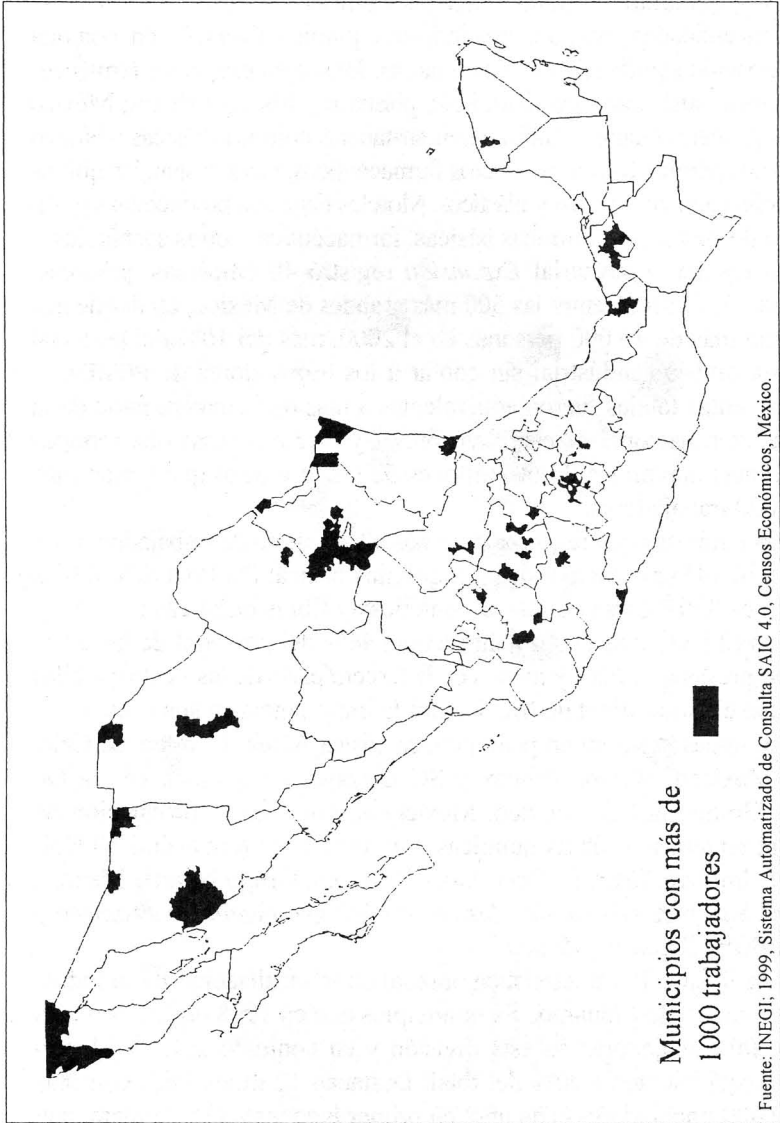 Municipios con más de
1000 trabajadores
Fuente: INEGI; 1999, Sistema Automatizado de Consulta SAIC 4.0, Censos Económicos, México.